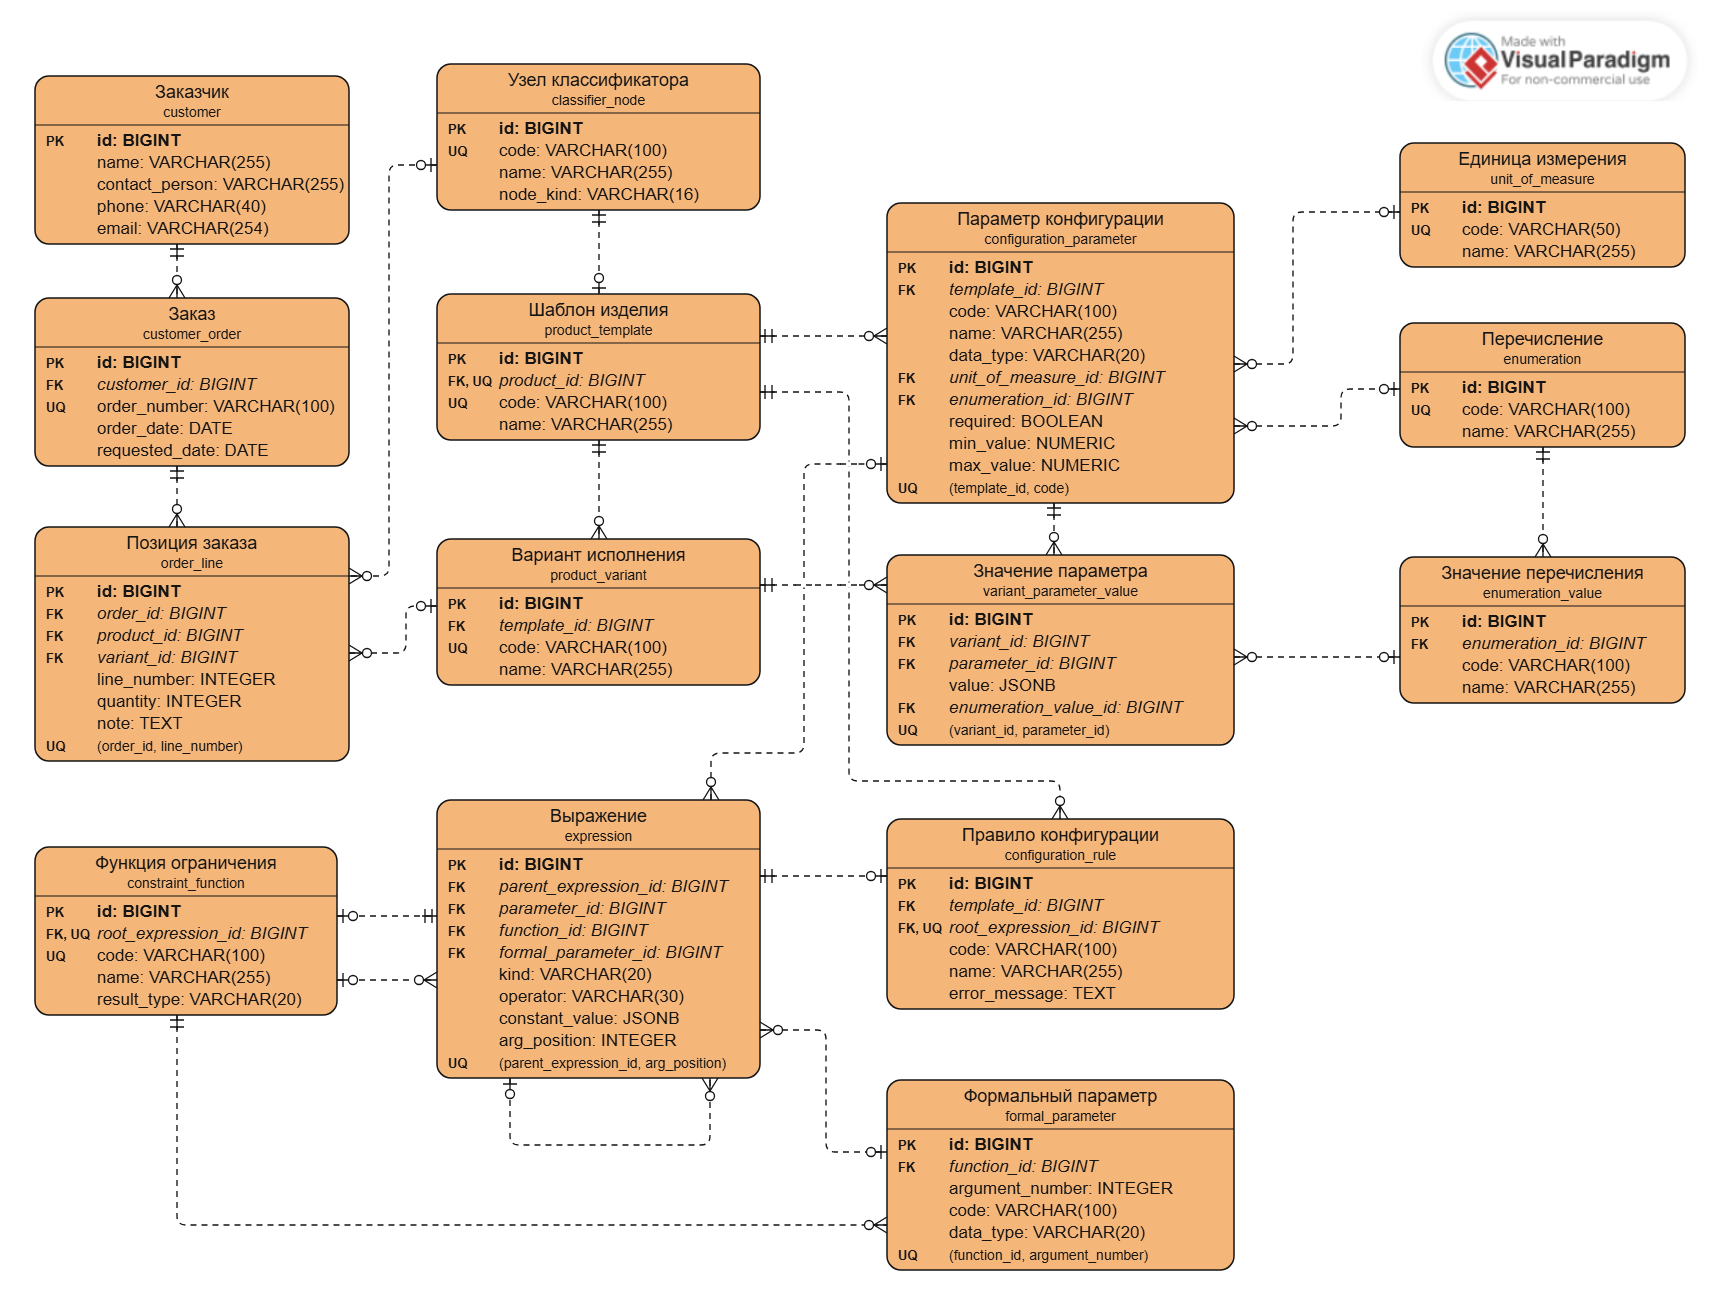 Made with
VisualParadigm
For non-commercial use
Заказчик
customer
PK id: BIGINT
name: VARCHAR(255)
contact_person: VARCHAR(255)
phone: VARCHAR(40)
email: VARCHAR(254)
Заказ
customer_order
PK id: BIGINT
FK customer_id: BIGINT
UQ order_number: VARCHAR(100)
order_date: DATE
requested_date: DATE
Позиция заказа
order_line
PK id: BIGINT
FK order_id: BIGINT
FK product_id: BIGINT
FK variant_id: BIGINT
line_number: INTEGER
quantity: INTEGER
note: TEXT
UQ (order_id, line_number)
Узел классификатора
classifier_node
PK id: BIGINT
UQ code: VARCHAR(100)
name: VARCHAR(255)
node_kind: VARCHAR(16)
Шаблон изделия
product_template
PK id: BIGINT
FK, UQ product_id: BIGINT
UQ code: VARCHAR(100)
name: VARCHAR(255)
Вариант исполнения
product_variant
PK id: BIGINT
FK template_id: BIGINT
UQ code: VARCHAR(100)
name: VARCHAR(255)
Параметр конфигурации
configuration_parameter
PK id: BIGINT
FK template_id: BIGINT
code: VARCHAR(100)
name: VARCHAR(255)
data_type: VARCHAR(20)
FK unit_of_measure_id: BIGINT
FK enumeration_id: BIGINT
required: BOOLEAN
min_value: NUMERIC
max_value: NUMERIC
UQ (template_id, code)
Единица измерения
unit_of_measure
PK id: BIGINT
UQ code: VARCHAR(50)
name: VARCHAR(255)
Перечисление
enumeration
PK id: BIGINT
UQ code: VARCHAR(100)
name: VARCHAR(255)
Значение параметра
variant_parameter_value
PK id: BIGINT
FK variant_id: BIGINT
FK parameter_id: BIGINT
value: JSONB
FK enumeration_value_id: BIGINT
UQ (variant_id, parameter_id)
Значение перечисления
enumeration_value
PK id: BIGINT
FK enumeration_id: BIGINT
code: VARCHAR(100)
name: VARCHAR(255)
Функция ограничения
constraint_function
PK id: BIGINT
FK, UQ root_expression_id: BIGINT
UQ code: VARCHAR(100)
name: VARCHAR(255)
result_type: VARCHAR(20)
Выражение
expression
PK id: BIGINT
FK parent_expression_id: BIGINT
FK parameter_id: BIGINT
FK function_id: BIGINT
FK formal_parameter_id: BIGINT
kind: VARCHAR(20)
operator: VARCHAR(30)
constant_value: JSONB
arg_position: INTEGER
UQ (parent_expression_id, arg_position)
Правило конфигурации
configuration_rule
PK id: BIGINT
FK template_id: BIGINT
FK, UQ root_expression_id: BIGINT
code: VARCHAR(100)
name: VARCHAR(255)
error_message: TEXT
Формальный параметр
formal_parameter
PK id: BIGINT
FK function_id: BIGINT
argument_number: INTEGER
code: VARCHAR(100)
data_type: VARCHAR(20)
UQ (function_id, argument_number)